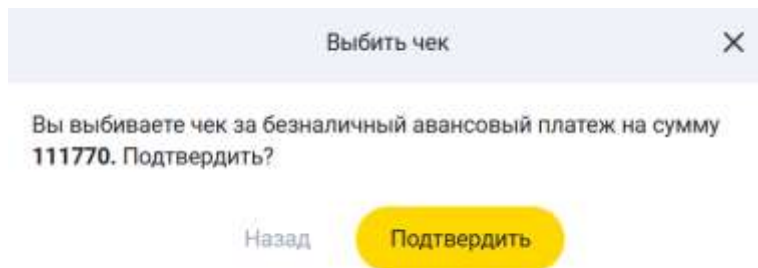 Выбить чек
Вы выбиваете чек за безналичный авансовый платеж на сумму
111770. Подтвердить?
Назад
Подтвердить